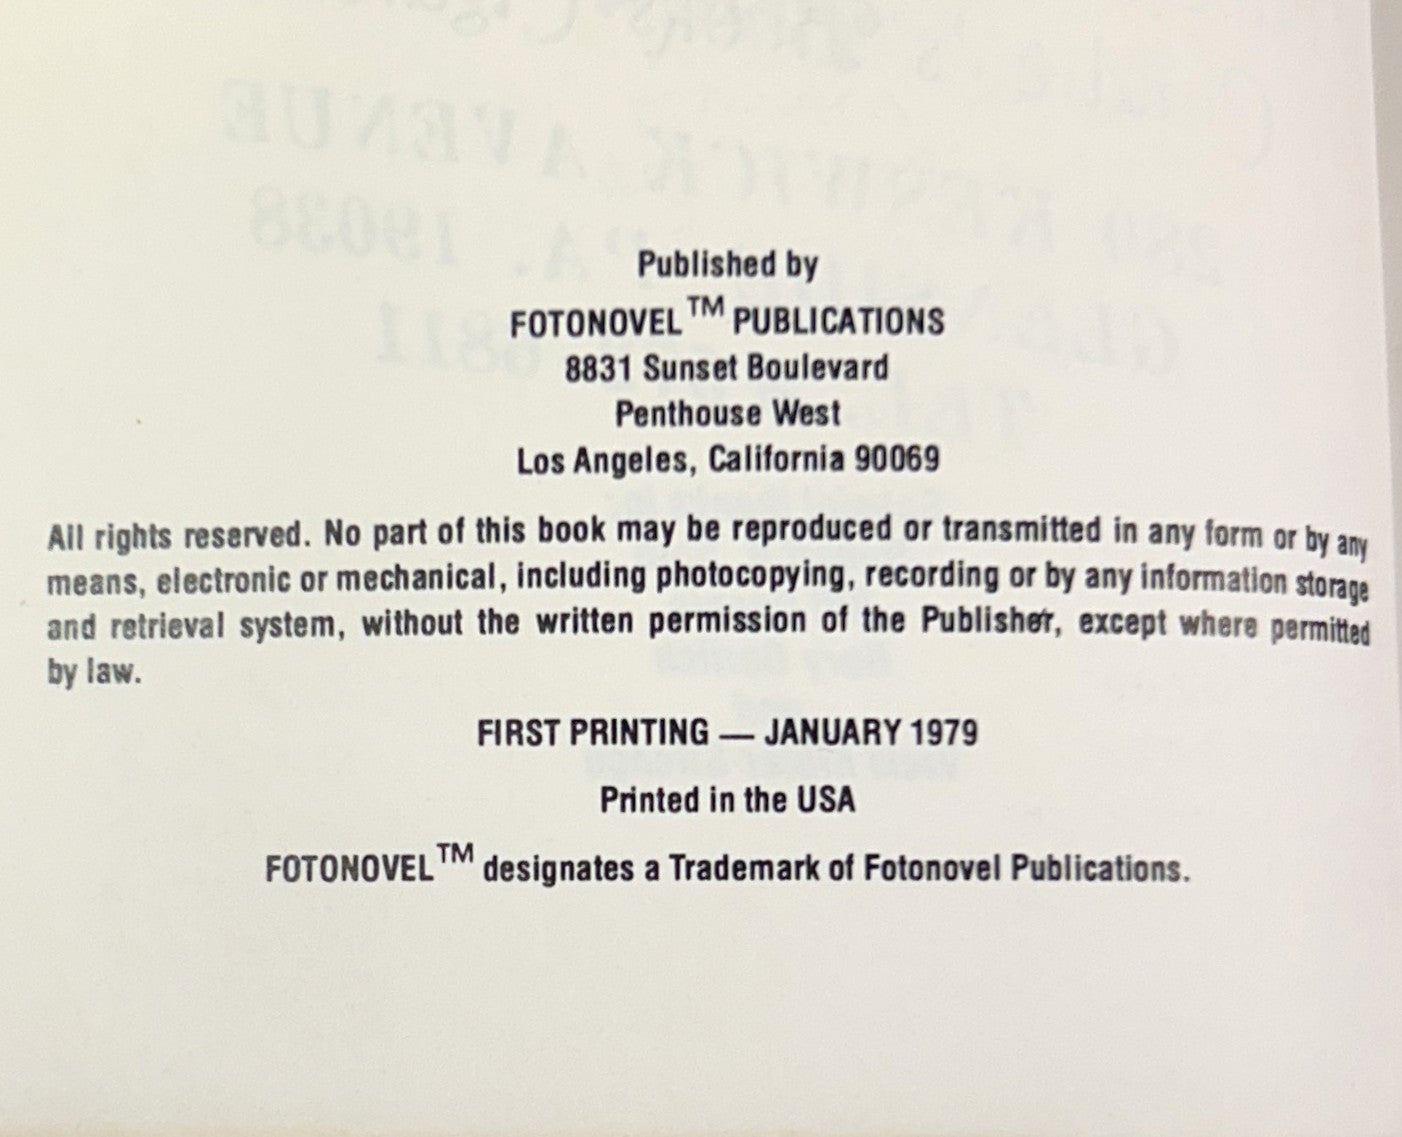 Published by
FOTONOVEL™ PUBLICATIONS
8831 Sunset Boulevard
Penthouse West
Los Angeles, California 90069
All rights reserved. No part of this book may be reproduced or transmitted in any form or by any
means, electronic or mechanical, including photocopying, recording or by any information storage
and retrieval system, without the written permission of the Publisher, except where permitted
by law.
FIRST PRINTING — JANUARY 1979
Printed in the USA
FOTONOVEL™ designates a Trademark of Fotonovel Publications.